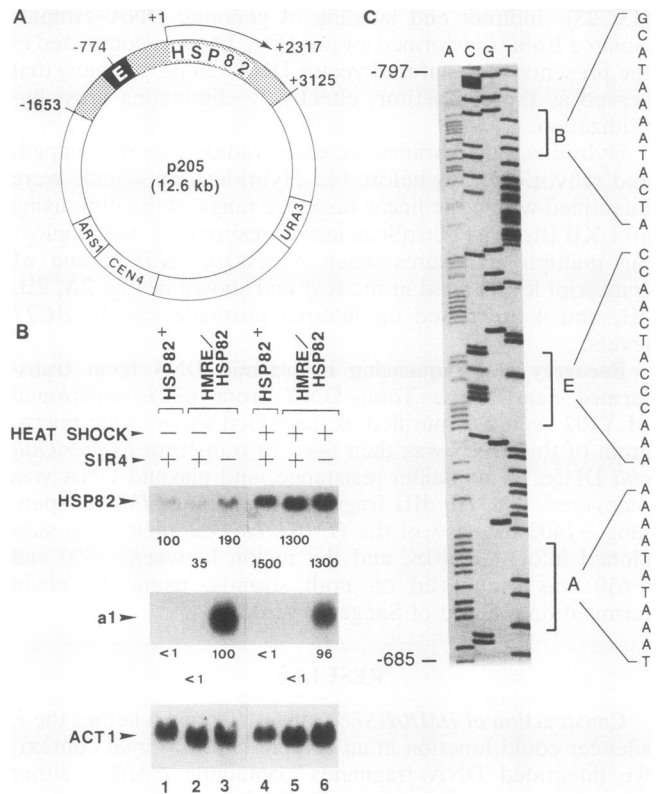 A
+1
-774
E
HSP82
+2317
+3125
-1653
p205
(12.6 kb)
ARS1
CEN4
URA3
B
HSP82+
HMRE/HSP82
HSP82+
HMRE/HSP82
HEAT SHOCK - - - + + +
SIR4 + + - + + -
HSP82
100 190 1300
35 1500 1300
a1
<1 100 <1 96
<1 <1
ACT1
1 2 3 4 5 6
C
A G C T
-797
B
E
A
-685
A
A
A
A
T
A
T
A
A
A
T